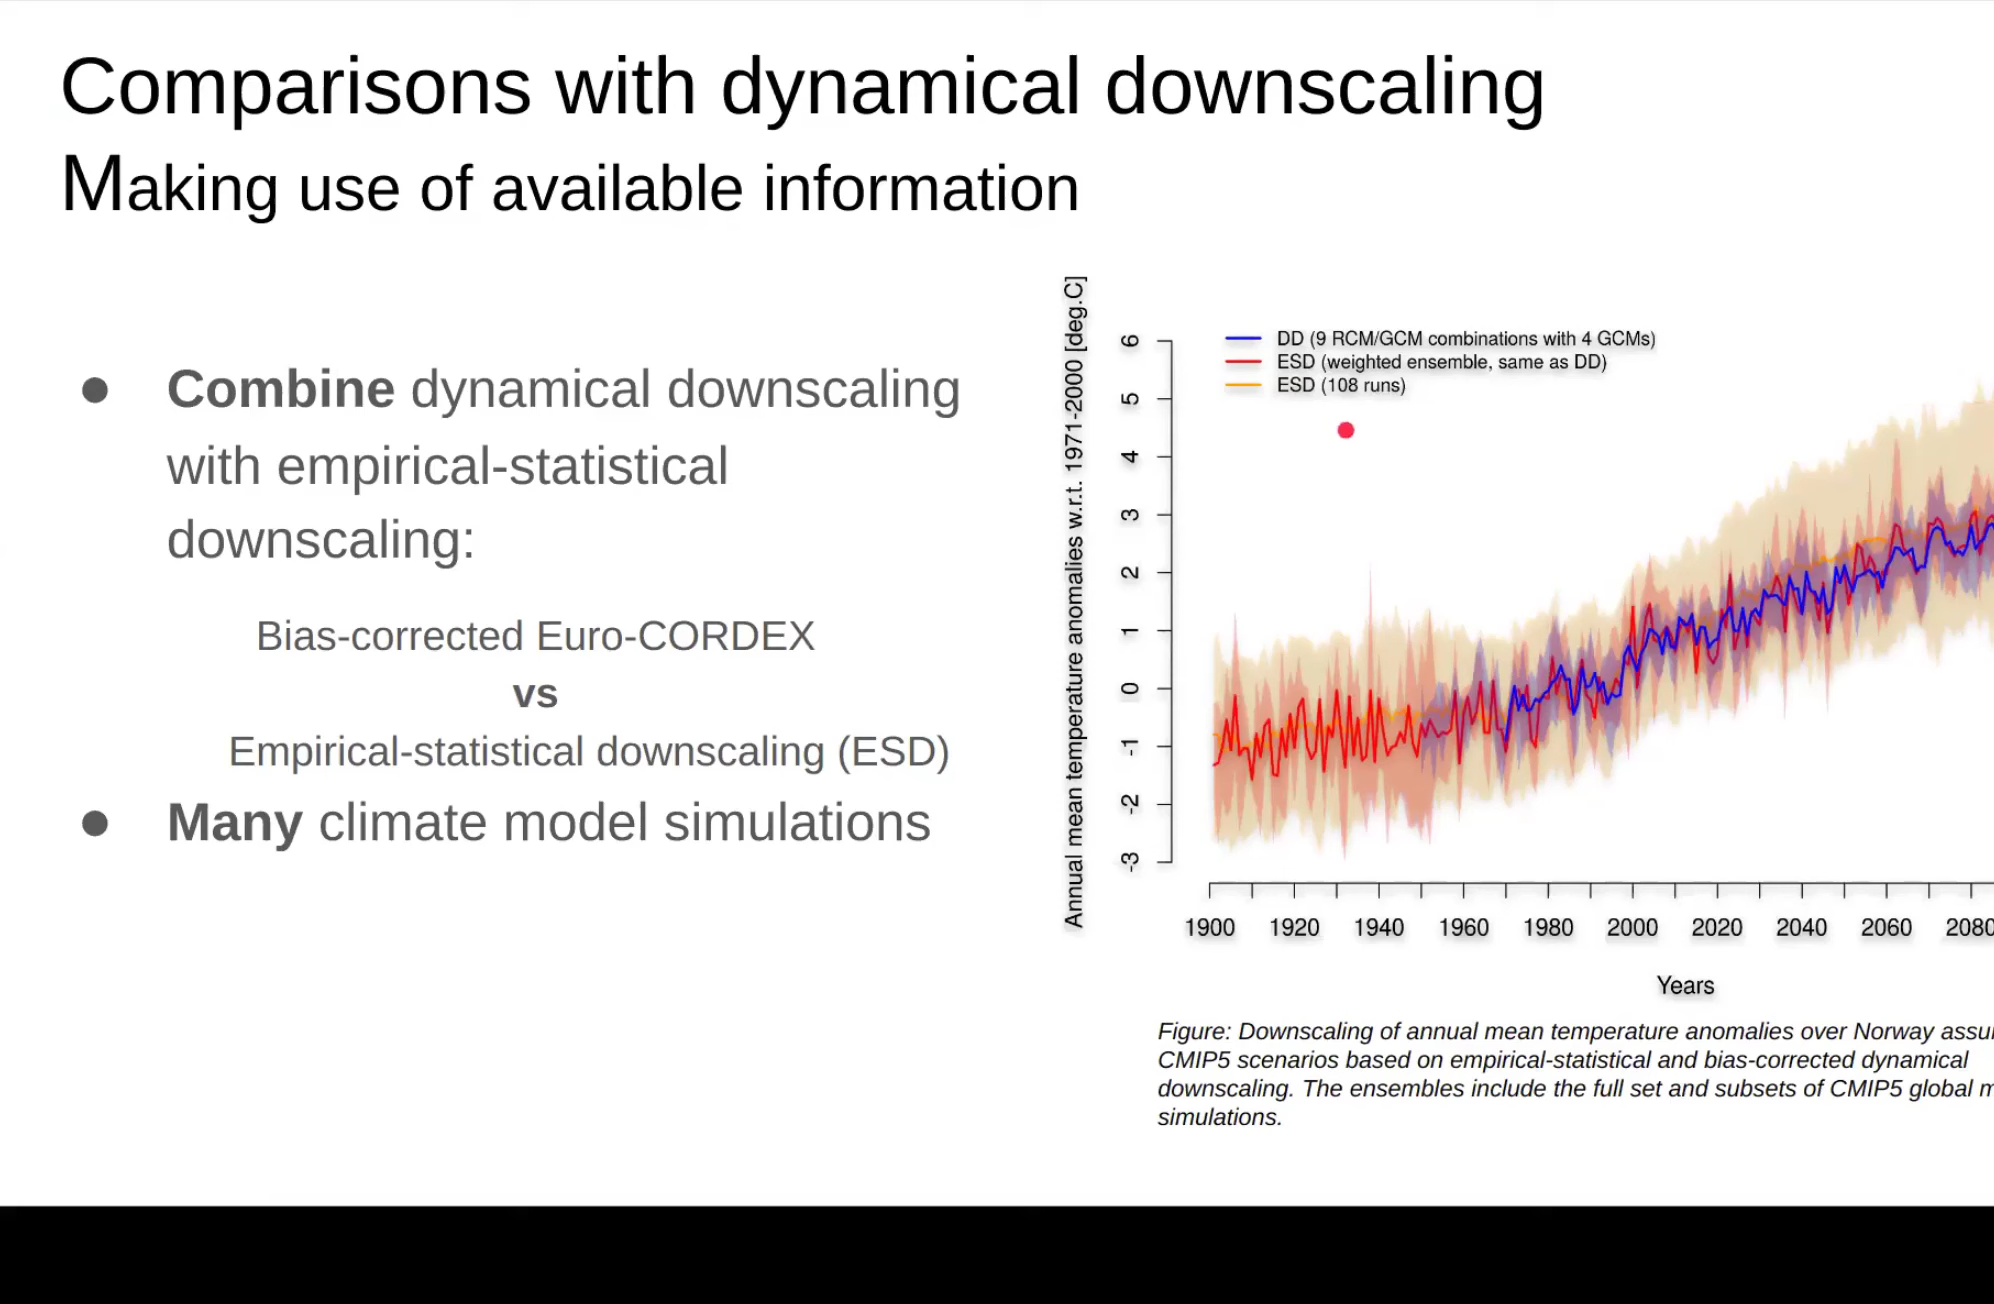 Comparisons with dynamical downscaling
Making use of available information
● Combine dynamical downscaling
with empirical-statistical
downscaling:
Bias-corrected Euro-CORDEX
vs
Empirical-statistical downscaling (ESD)
● Many climate model simulations
Annual mean temperature anomalies w.r.t. 1971-2000 [deg.C]
6
5
4
3
2
1
0
-1
-2
-3
DD (9 RCM/GCM combinations with 4 GCMs)
ESD (weighted ensemble, same as DD)
ESD (108 runs)
1900 1920 1940 1960 1980 2000 2020 2040 2060 2080
Years
Figure: Downscaling of annual mean temperature anomalies over Norway
CMIP5 scenarios based on empirical-statistical and bias-corrected dynamical
downscaling. The ensembles include the full set and subsets of CMIP5 global
simulations.